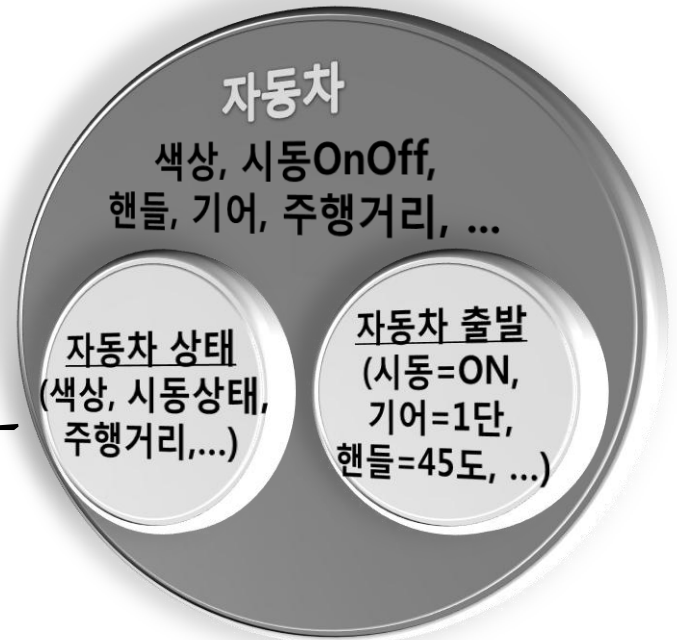 자동차
색상, 시동OnOff,
핸들, 기어, 주행거리, ...
자동차 상태
(색상, 시동상태,
주행거리,...)
자동차 출발
(시동=ON,
기어=1단,
핸들=45도, ...)